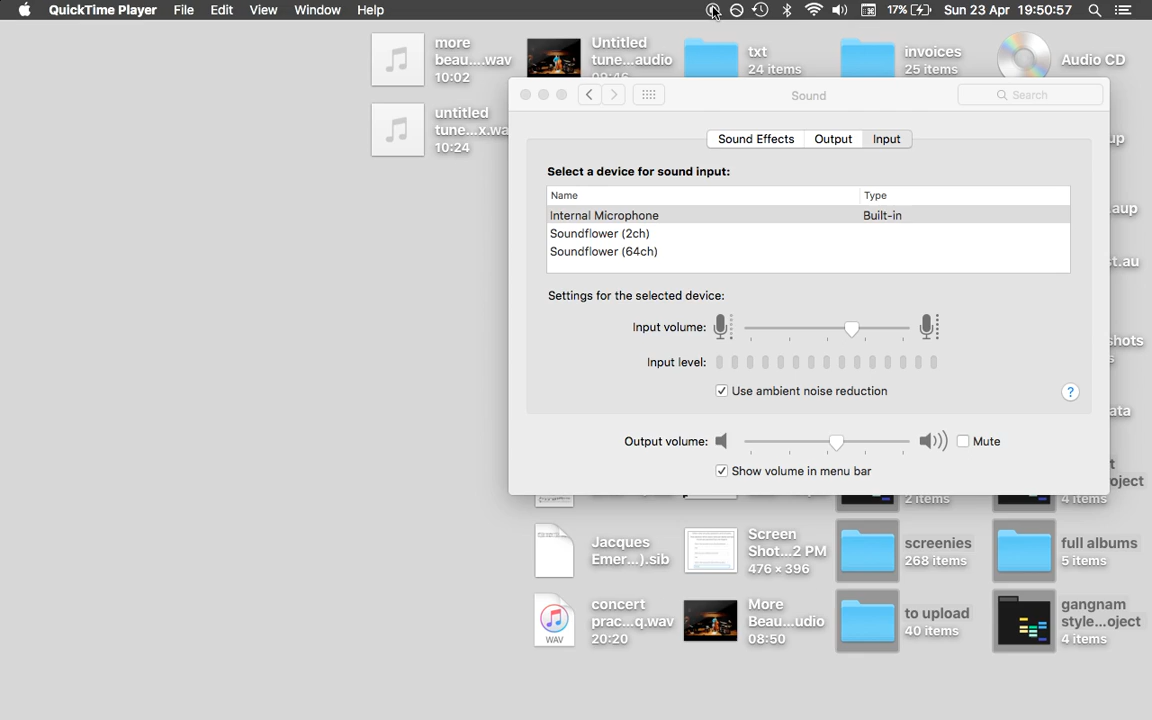 QuickTime Player File Edit View Window Help 17% Sun 23 Apr 19:50:57
more
beau....wav
10:02
Untitled
tune...audio
txt
24 items
invoices
25 items
Audio CD
untitled
tune...x.wa
10:24
Sound
Search
Sound Effects Output Input
Select a device for sound input:
Name Type
Internal Microphone Built-in
Soundflower (2ch)
Soundflower (64ch)
Settings for the selected device:
Input volume:
Input level:
Use ambient noise reduction
?
Output volume: Mute
Show volume in menu bar
up
.aup
t.au
hots
ata
oject
2 items
4 items
Jacques
Emer...).sib
Screen
Shot...2 PM
476 × 396
screenies
268 items
full albums
5 items
concert
prac...q.wav
20:20
WAV
More
Beau...udio
08:50
to upload
40 items
gangnam
style...oject
4 items